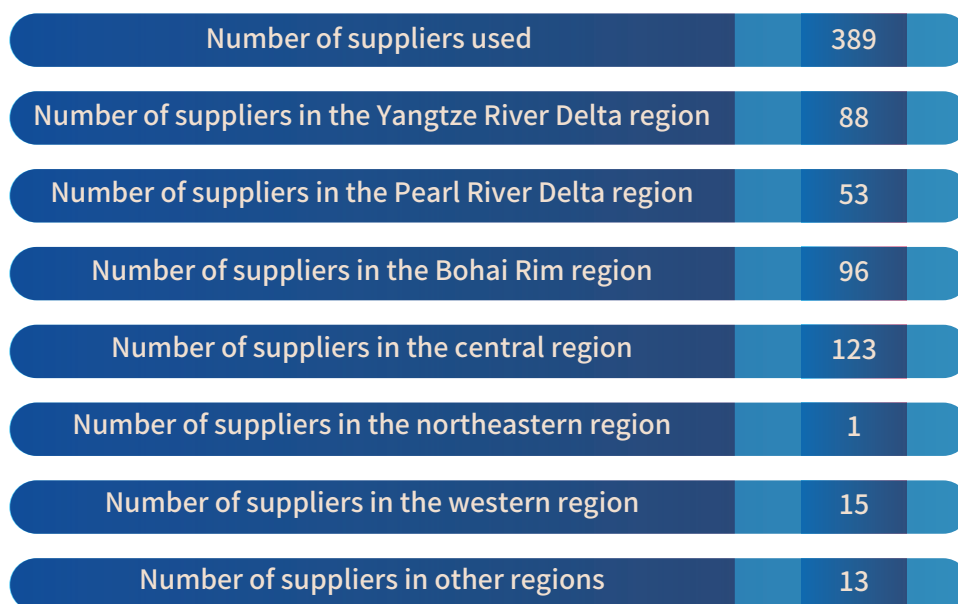 Number of suppliers used 389
Number of suppliers in the Yangtze River Delta region 88
Number of suppliers in the Pearl River Delta region 53
Number of suppliers in the Bohai Rim region 96
Number of suppliers in the central region 123
Number of suppliers in the northeastern region 1
Number of suppliers in the western region 15
Number of suppliers in other regions 13